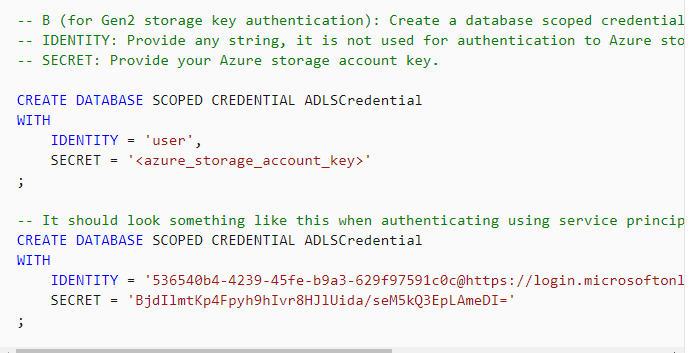 -- B (for Gen2 storage key authentication): Create a database scoped credential
-- IDENTITY: Provide any string, it is not used for authentication to Azure sto
-- SECRET: Provide your Azure storage account key.
CREATE DATABASE SCOPED CREDENTIAL ADLSCredential
WITH
IDENTITY = 'user',
SECRET = '<azure_storage_account_key>'
;
-- It should look something like this when authenticating using service princip
CREATE DATABASE SCOPED CREDENTIAL ADLSCredential
WITH
IDENTITY = '536540b4-4239-45fe-b9a3-629f97591c0c@https://login.microsoftonl
SECRET = 'BjdIlmtKp4Fpyh9hIvr8HJlUida/seM5kQ3EpLAmeDI='
;